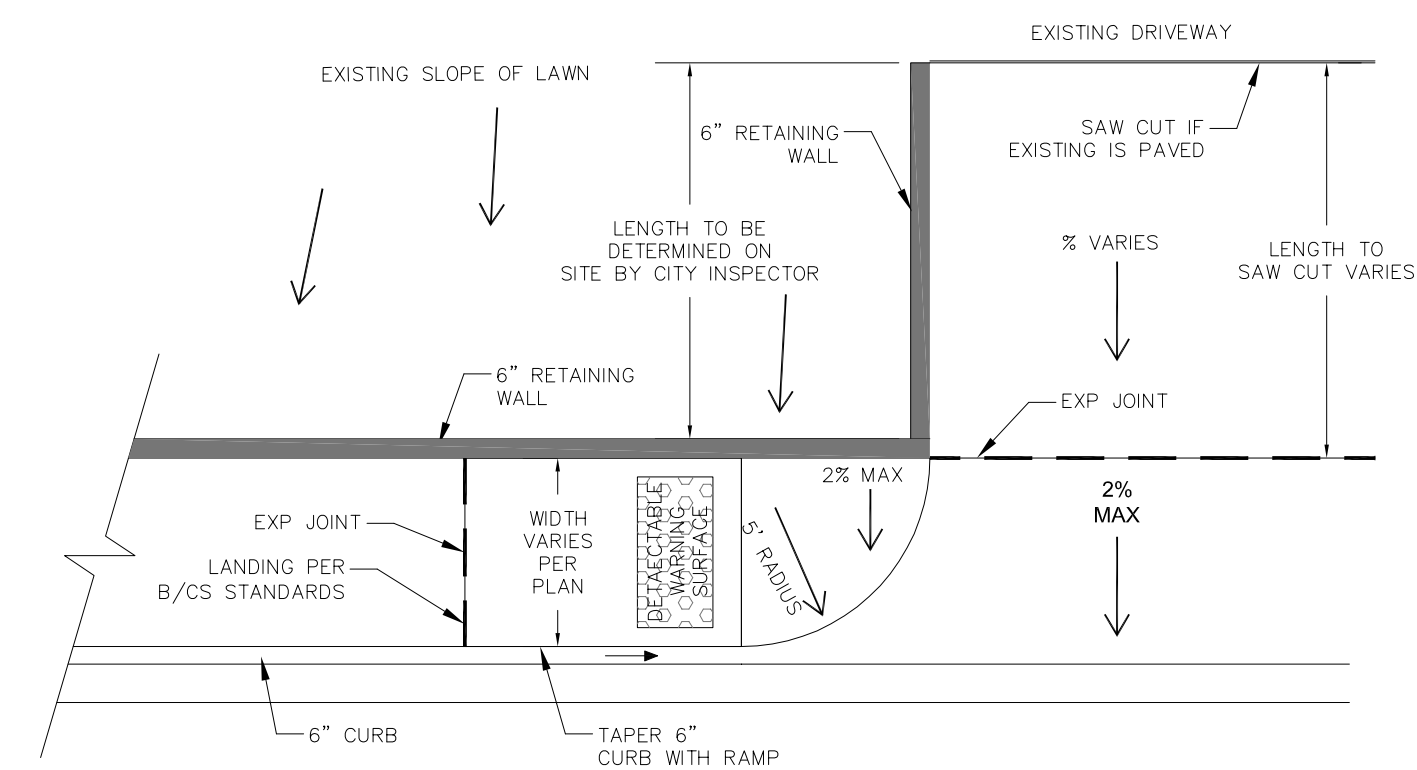 EXISTING DRIVEWAY
EXISTING SLOPE OF LAWN
6” RETAINING
WALL
SAW CUT IF
EXISTING IS PAVED
LENGTH TO BE
DETERMINED ON
SITE BY CITY INSPECTOR
% VARIES
LENGTH TO
SAW CUT VARIES
6” RETAINING
WALL
EXP JOINT
2% MAX
2%
MAX
EXP JOINT
LANDING PER
B/CS STANDARDS
WIDTH
VARIES
PER
PLAN
DETAECTABLE
WARNING
SURFACE
5’ RADIUS
6” CURB
TAPER 6”
CURB WITH RAMP